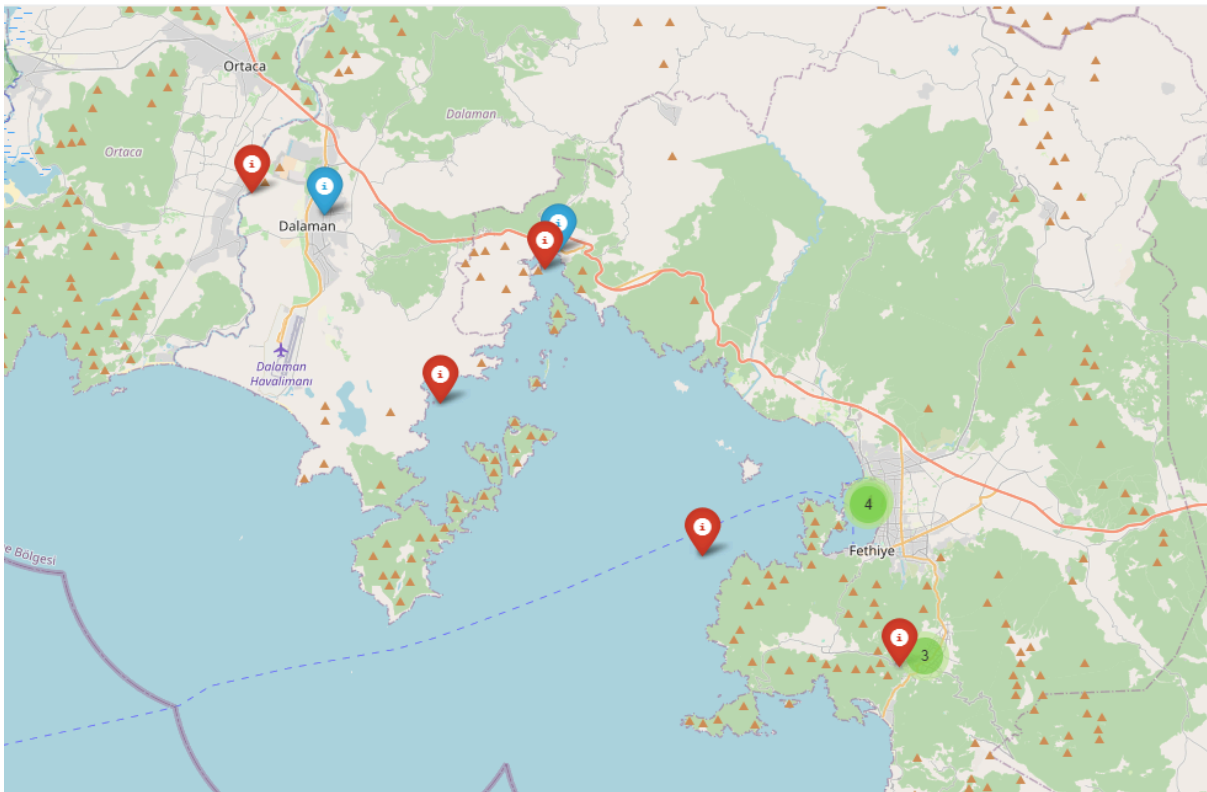 Ortaca
Dalaman
Ortaca
Dalaman
Dalaman
Havalimanı
4
e Bölgesi
Fethiye
3